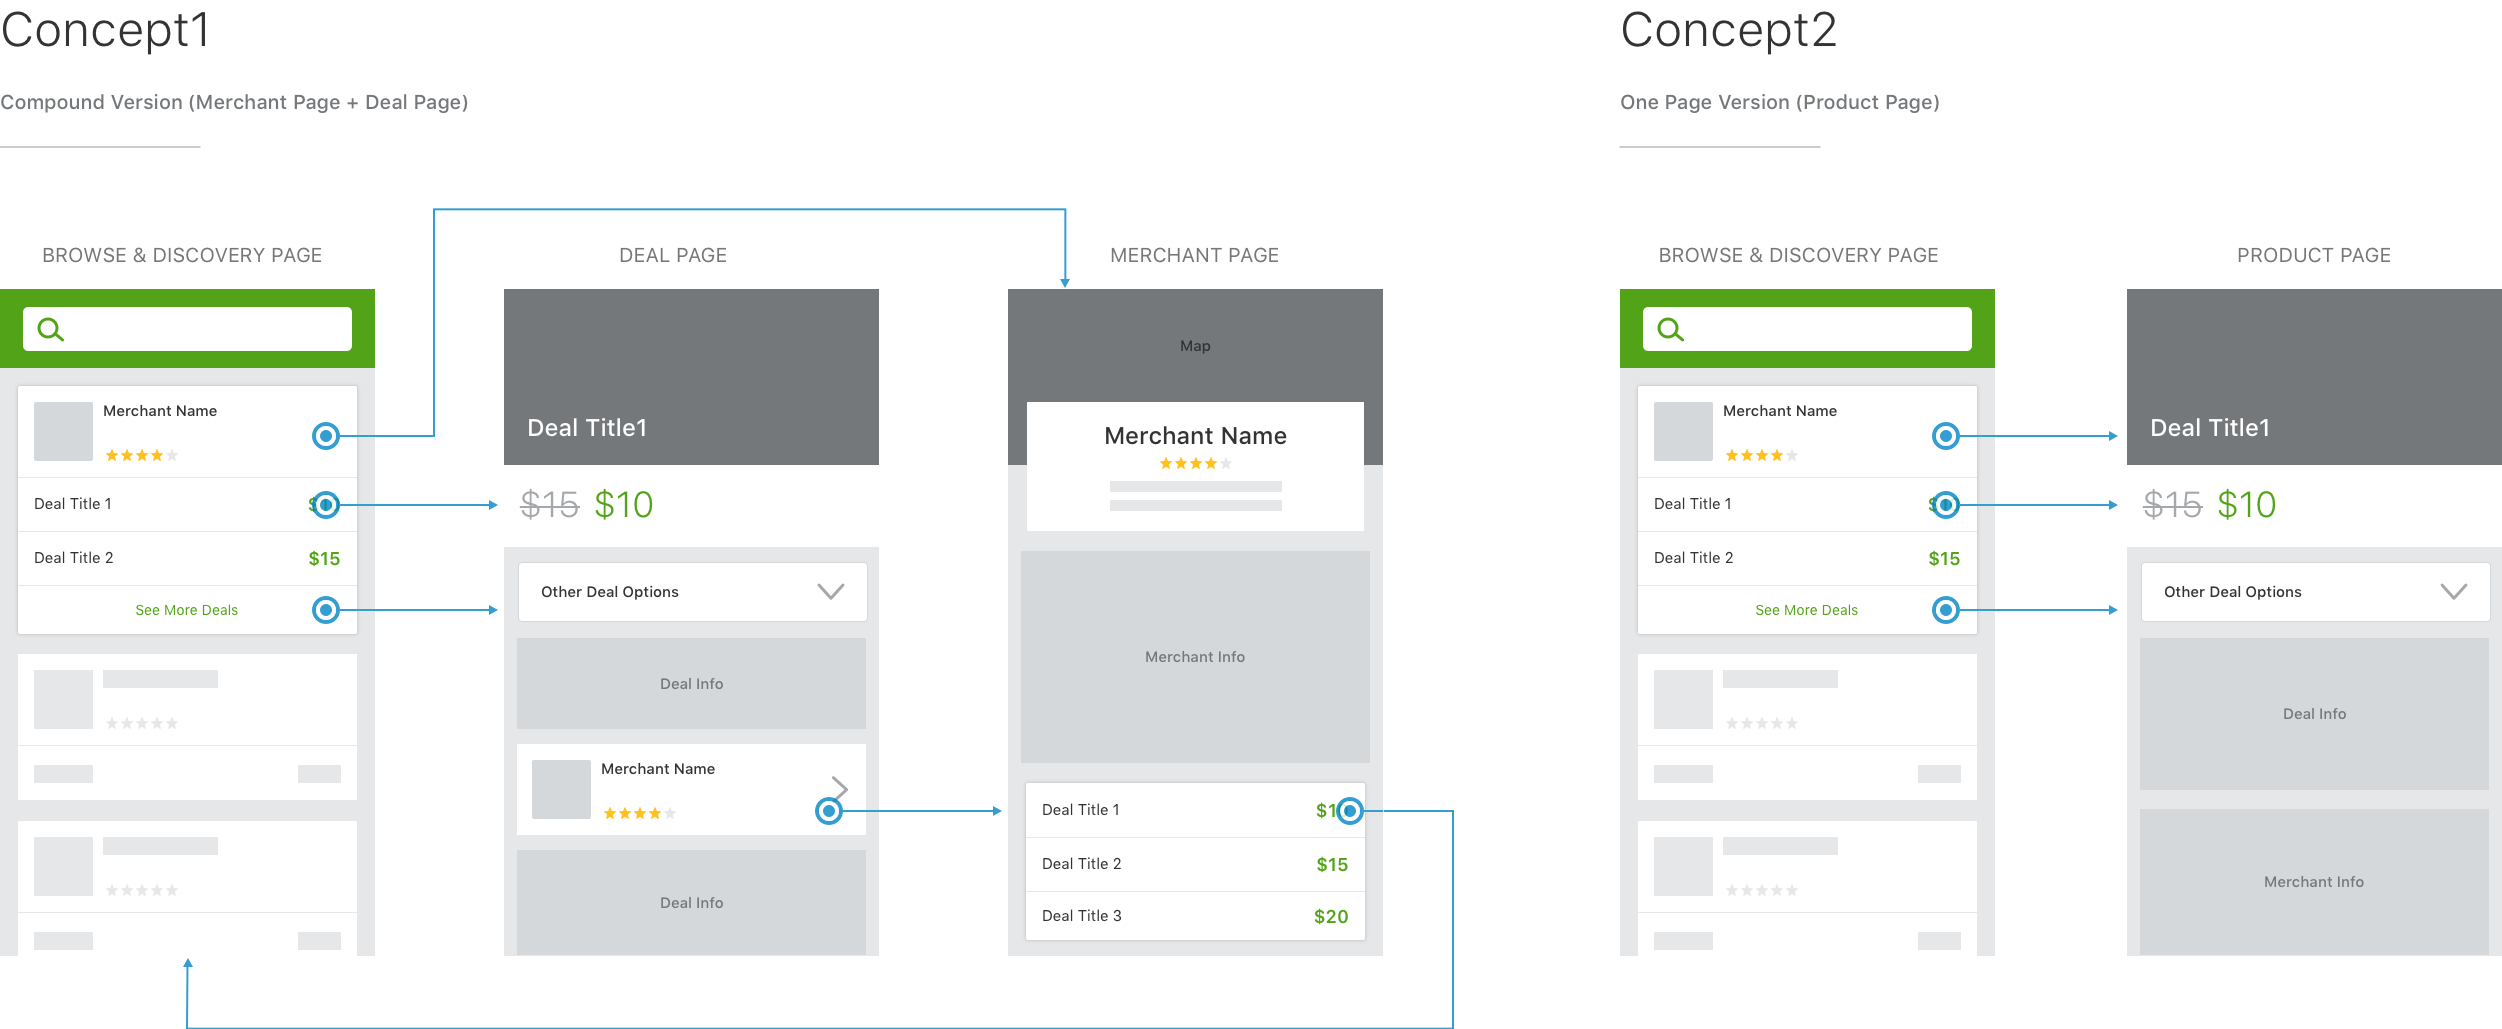 Concept1
Compound Version (Merchant Page + Deal Page)
BROWSE & DISCOVERY PAGE
Merchant Name
Deal Title 1
Deal Title 2 $15
See More Deals
DEAL PAGE
Deal Title1
$15 $10
Other Deal Options
Deal Info
Merchant Name
Deal Info
MERCHANT PAGE
Map
Merchant Name
Merchant Info
Deal Title 1
Deal Title 2 $15
Deal Title 3 $20
Concept2
One Page Version (Product Page)
BROWSE & DISCOVERY PAGE
Merchant Name
Deal Title 1
Deal Title 2 $15
See More Deals
PRODUCT PAGE
Deal Title1
$15 $10
Other Deal Options
Deal Info
Merchant Info